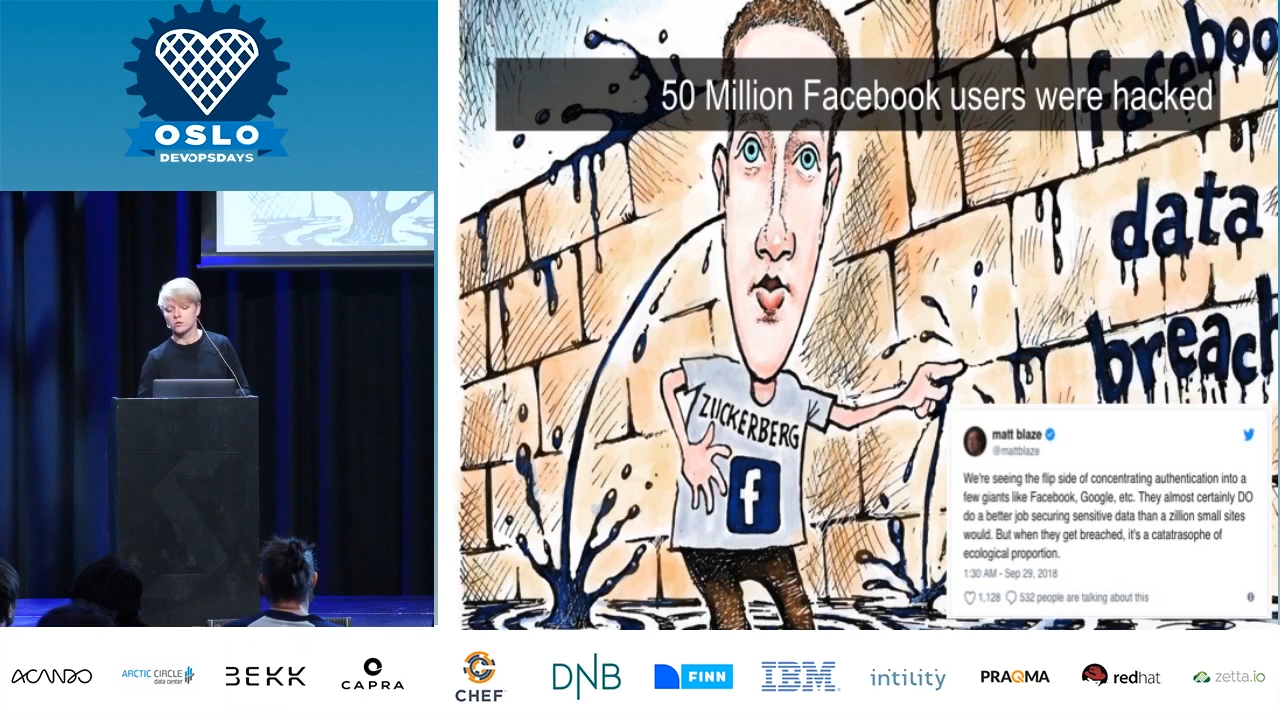 OSLO
DEVOPSDAYS
50 Million Facebook users were hacked
faceboo
data
breach
ZUCKERBERG
f
matt blaze
@mattblaze
We're seeing the flip side of concentrating authentication into a
few giants like Facebook, Google, etc. They almost certainly DO
do a better job securing sensitive data than a zillion small sites
would. But when they get breached, it's a catatrasophe of
ecological proportion.
1:30 AM - Sep 29, 2018
1,128 532 people are talking about this
ACANDO
ARCTIC CIRCLE
data center
BEKK
CAPRA
CHEF
DNB
FINN
IBM
intility
PRAQMA
redhat
zetta.io